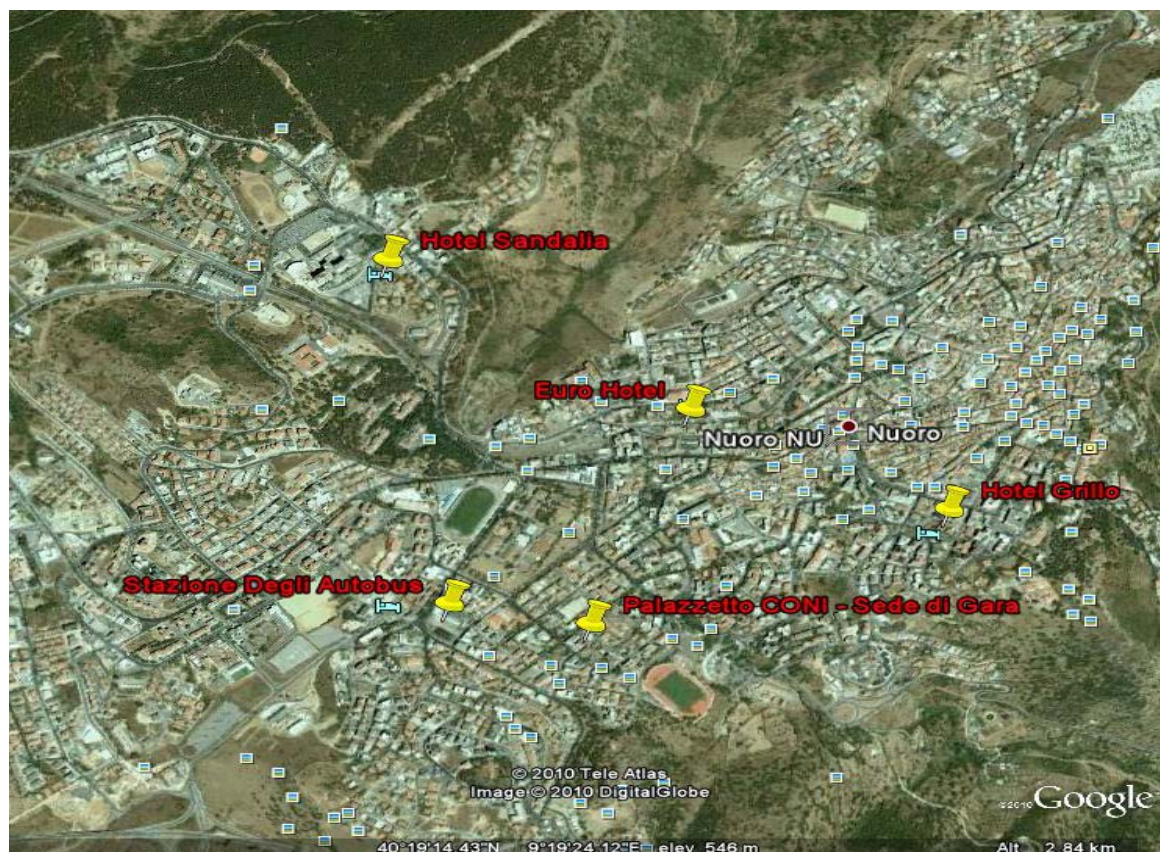 Hotel Sandalia
Euro Hotel
Nuoro NU
Nuoro
Hotel Grillo
Stazione Degli Autobus
Palazzetto CONI - Sede di Gara
© 2010 Tele Atlas
Image © 2010 DigitalGlobe
©2010 Google
40°19'14.43"N 9°19'24.12"E elev 546 m Alt 2.84 km